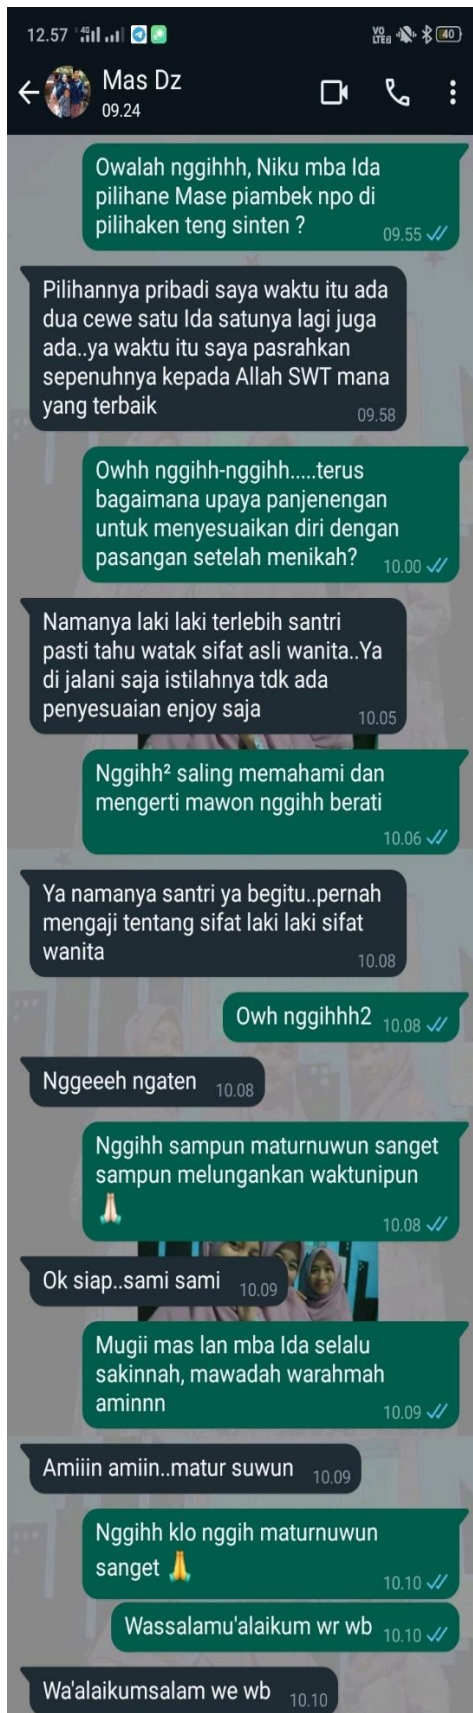 12.57 4G VO LTE2 40
Mas Dz
09.24
Owalah nggihhh, Niku mba Ida
pilihane Mase piambek npo di
pilihaken teng sinten ?
09.55
Pilihannya pribadi saya waktu itu ada
dua cewe satu Ida satunya lagi juga
ada..ya waktu itu saya pasrahkan
sepenuhnya kepada Allah SWT mana
yang terbaik
09.58
Owhh nggihh-nggihh.....terus
bagaimana upaya panjenengan
untuk menyesuaikan diri dengan
pasangan setelah menikah?
10.00
Namanya laki laki terlebih santri
pasti tahu watak sifat asli wanita..Ya
di jalani saja istilahnya tdk ada
penyesuaian enjoy saja
10.05
Nggihh² saling memahami dan
mengerti mawon nggihh berati
10.06
Ya namanya santri ya begitu..pernah
mengaji tentang sifat laki laki sifat
wanita
10.08
Owh nggihhh2 10.08
Nggeeeh ngaten 10.08
Nggihh sampun maturnuwun sanget
sampun melungankan waktunipun
🙏🏻
10.08
Ok siap..sami sami 10.09
Mugii mas lan mba Ida selalu
sakinnah, mawadah warahmah
aminnn
10.09
Amiiin amiin..matur suwun 10.09
Nggihh klo nggih maturnuwun
sanget 🙏
10.10
Wassalamu'alaikum wr wb 10.10
Wa'alaikumsalam we wb 10.10